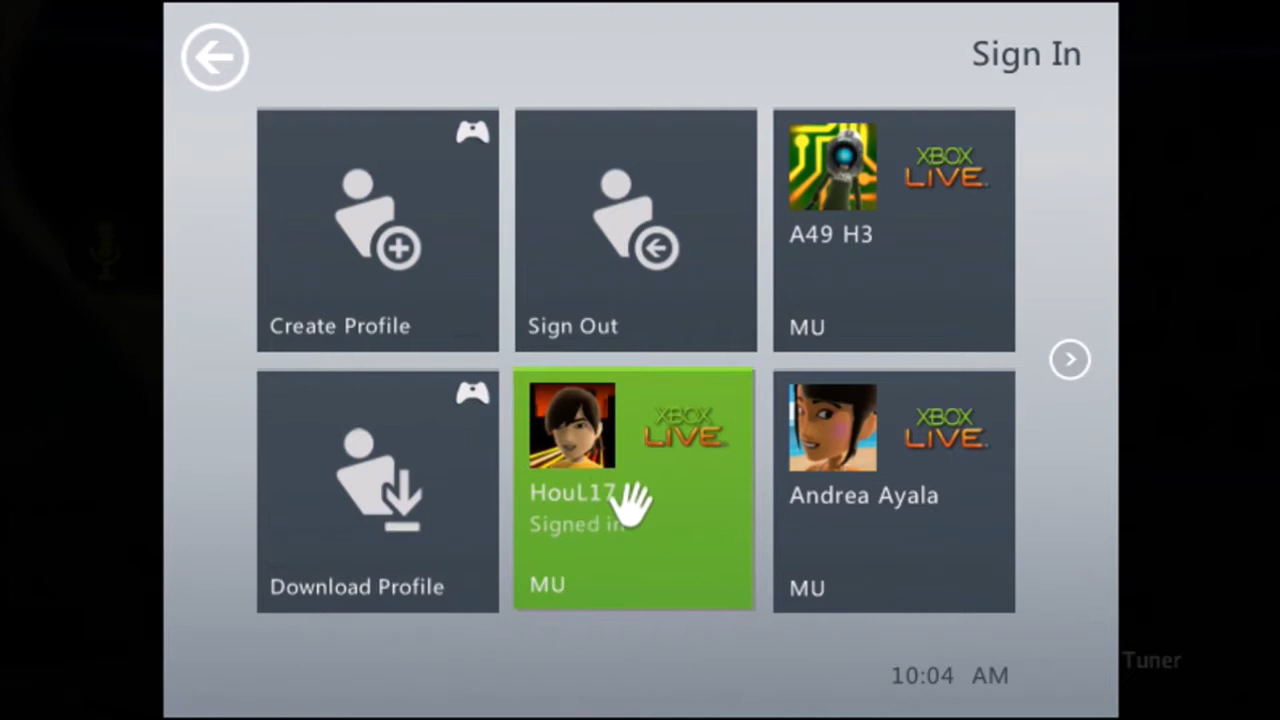 Sign In
Create Profile
Sign Out
XBOX
LIVE
A49 H3
MU
Download Profile
XBOX
LIVE
HouL17
Signed in
MU
XBOX
LIVE
Andrea Ayala
MU
10:04 AM
Tuner